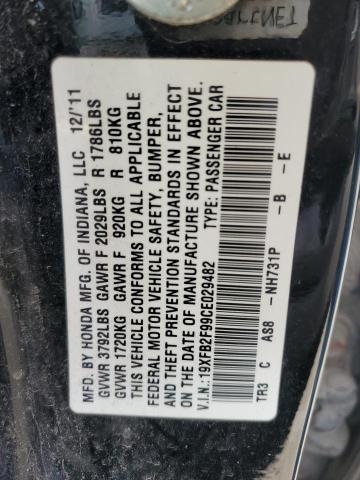 MFD. BY HONDA MFG. OF INDIANA, LLC 12/'11
GVWR 3792LBS GAWR F 2029LBS R 1786LBS
GVWR 1720KG GAWR F 920KG R 810KG
THIS VEHICLE CONFORMS TO ALL APPLICABLE
FEDERAL MOTOR VEHICLE SAFETY, BUMPER,
AND THEFT PREVENTION STANDARDS IN EFFECT
ON THE DATE OF MANUFACTURE SHOWN ABOVE.
V.I.N.:19XFB2F99CE029482 TYPE: PASSENGER CAR
TR3 C AS8 -NH731P -B -E